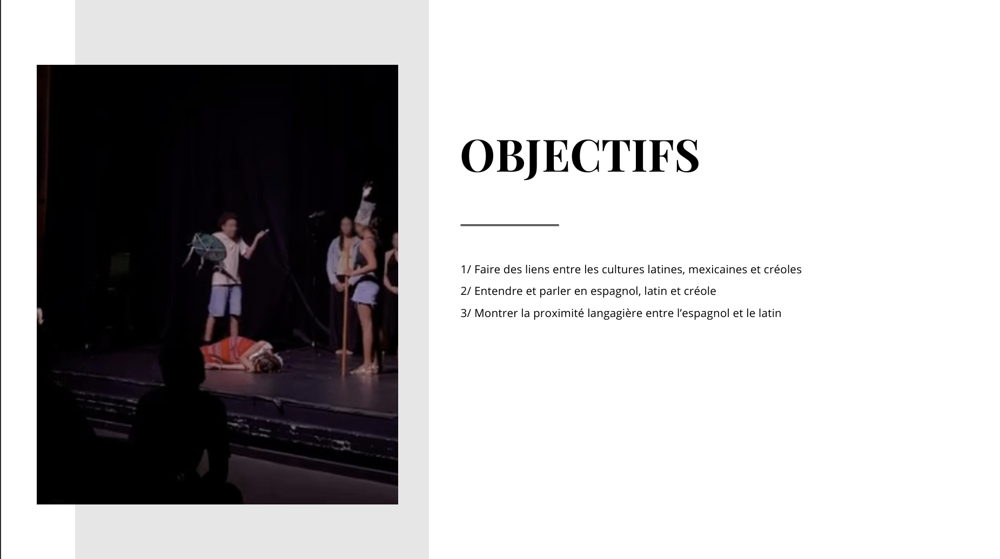 OBJECTIFS
1/ Faire des liens entre les cultures latines, mexicaines et créoles
2/ Entendre et parler en espagnol, latin et créole
3/ Montrer la proximité langagière entre l’espagnol et le latin